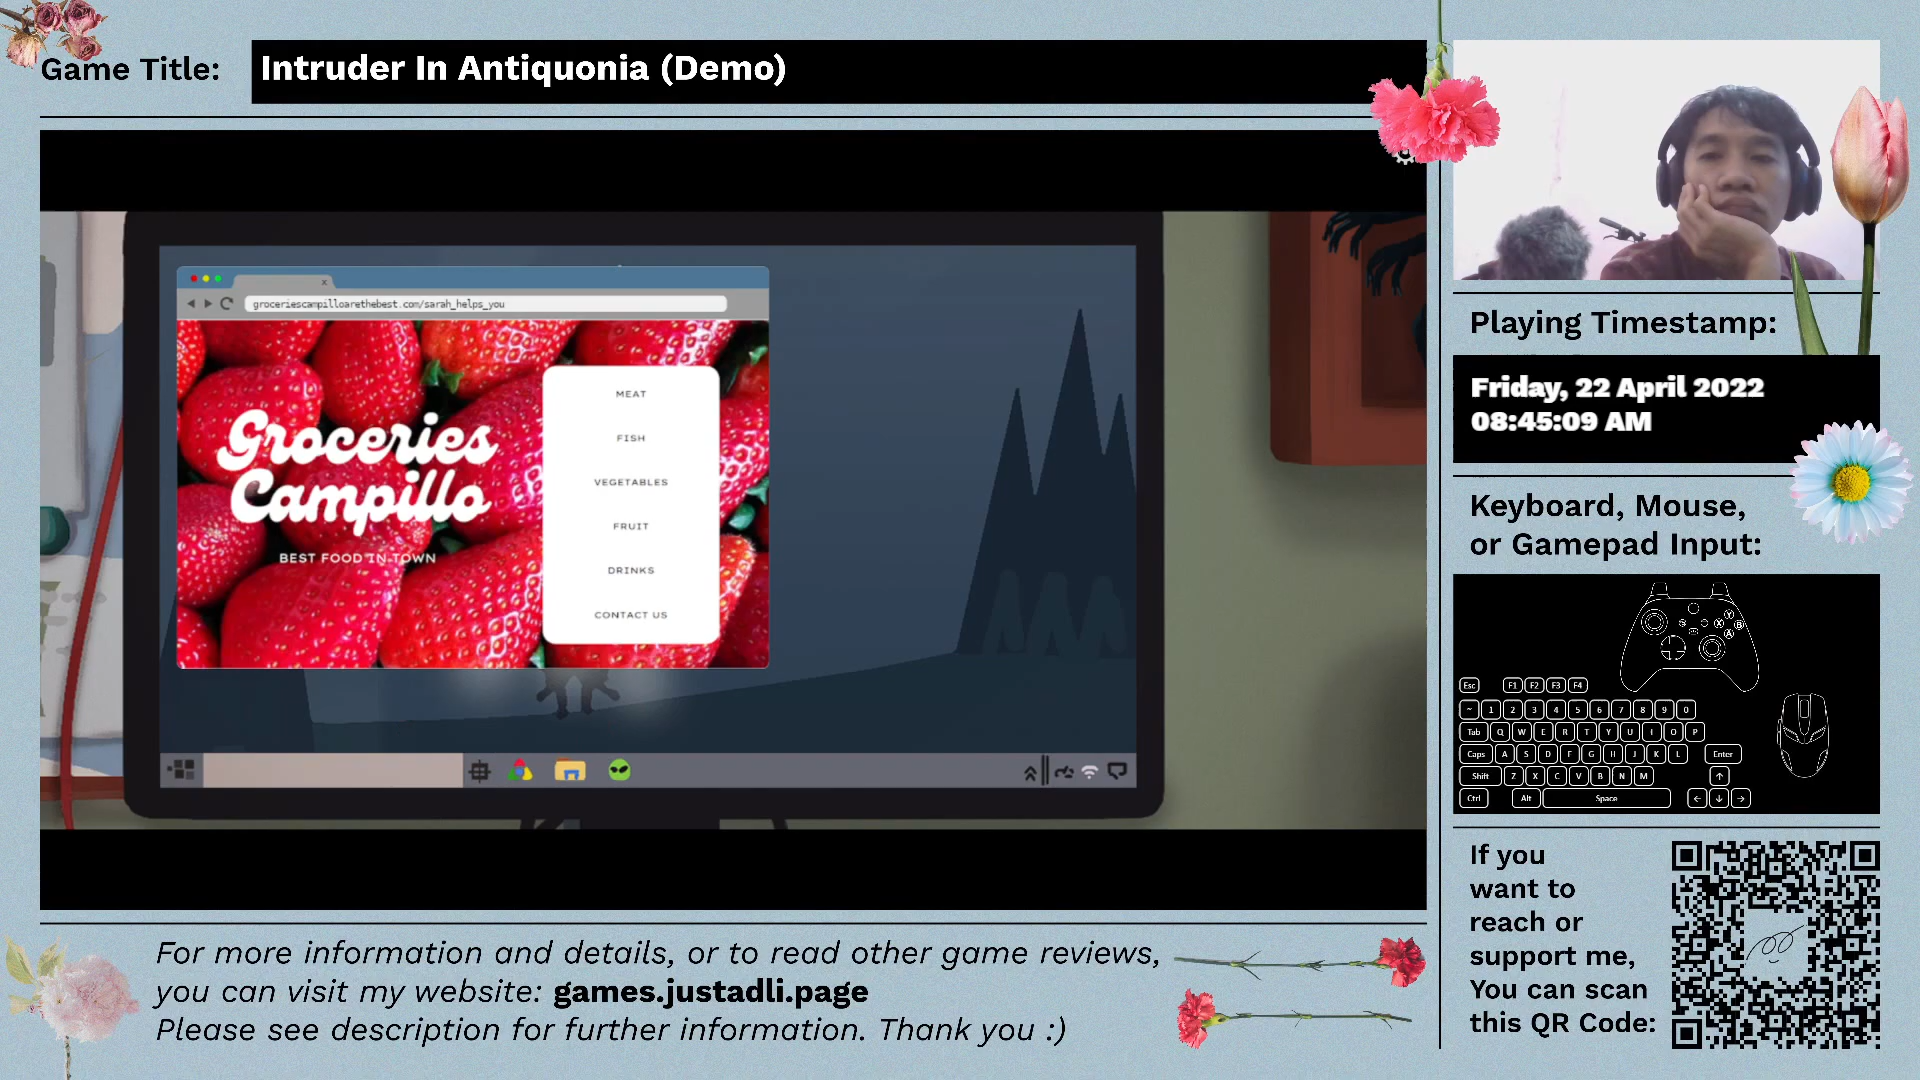 Game Title:
Intruder In Antiquonia (Demo)
x
groceriescampilloarethebest.com/sarah_helps_you
Groceries
Campillo
BEST FOOD IN TOWN
MEAT
FISH
VEGETABLES
FRUIT
DRINKS
CONTACT US
Playing Timestamp:
Friday, 22 April 2022
08:45:09 AM
Keyboard, Mouse,
or Gamepad Input:
Y
X B
A
Esc F1 F2 F3 F4
~ 1 2 3 4 5 6 7 8 9 0
Tab Q W E R T Y U I O P
Caps A S D F G H J K L Enter
Shift Z X C V B N M ↑
Ctrl Alt Space ← ↓ →
If you
want to
reach or
support me,
You can scan
this QR Code:
For more information and details, or to read other game reviews,
you can visit my website: games.justadli.page
Please see description for further information. Thank you :)